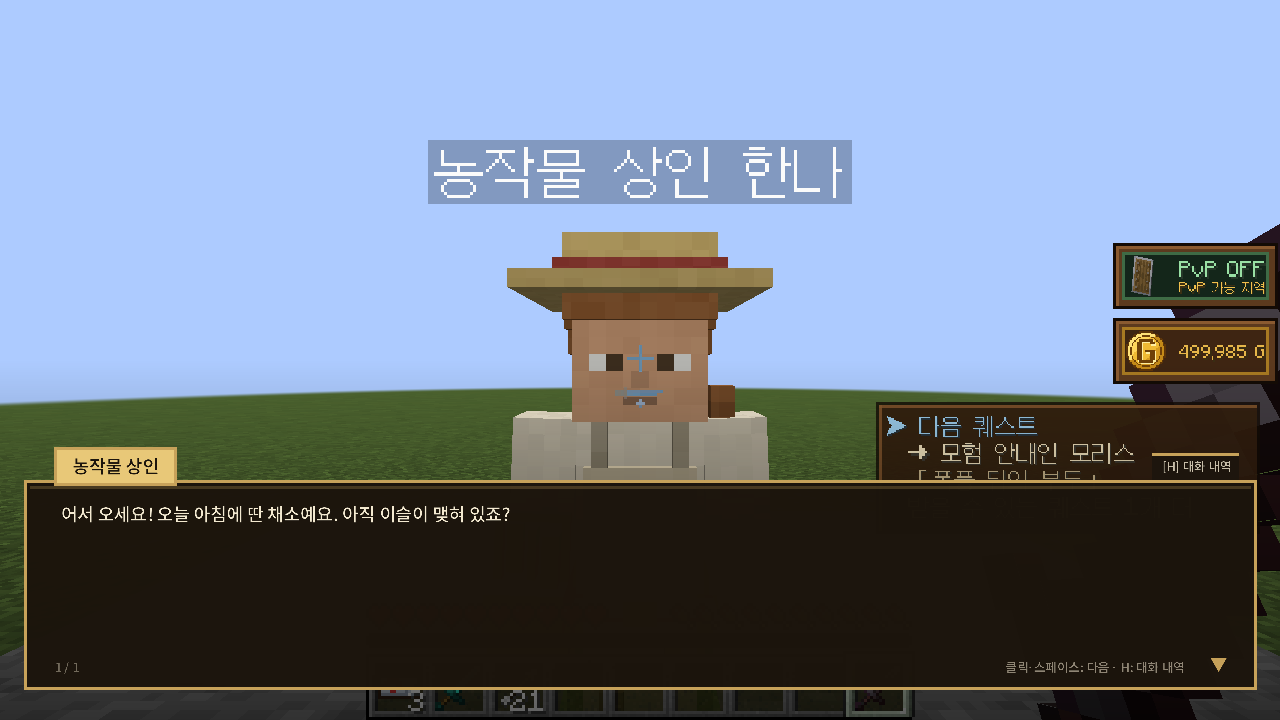 농작물 상인 한나
PvP OFF
PvP 가능 지역
499,985 G
다음 퀘스트
→ 모험 안내인 모리스
[H] 대화 내역
농작물 상인
어서 오세요! 오늘 아침에 딴 채소예요. 아직 이슬이 맺혀 있죠?
1 / 1
클릭·스페이스: 다음 · H: 대화 내역
3
21